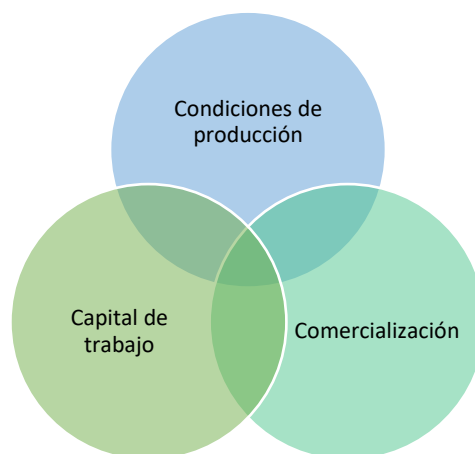 Condiciones de
producción
Capital de
trabajo
Comercialización